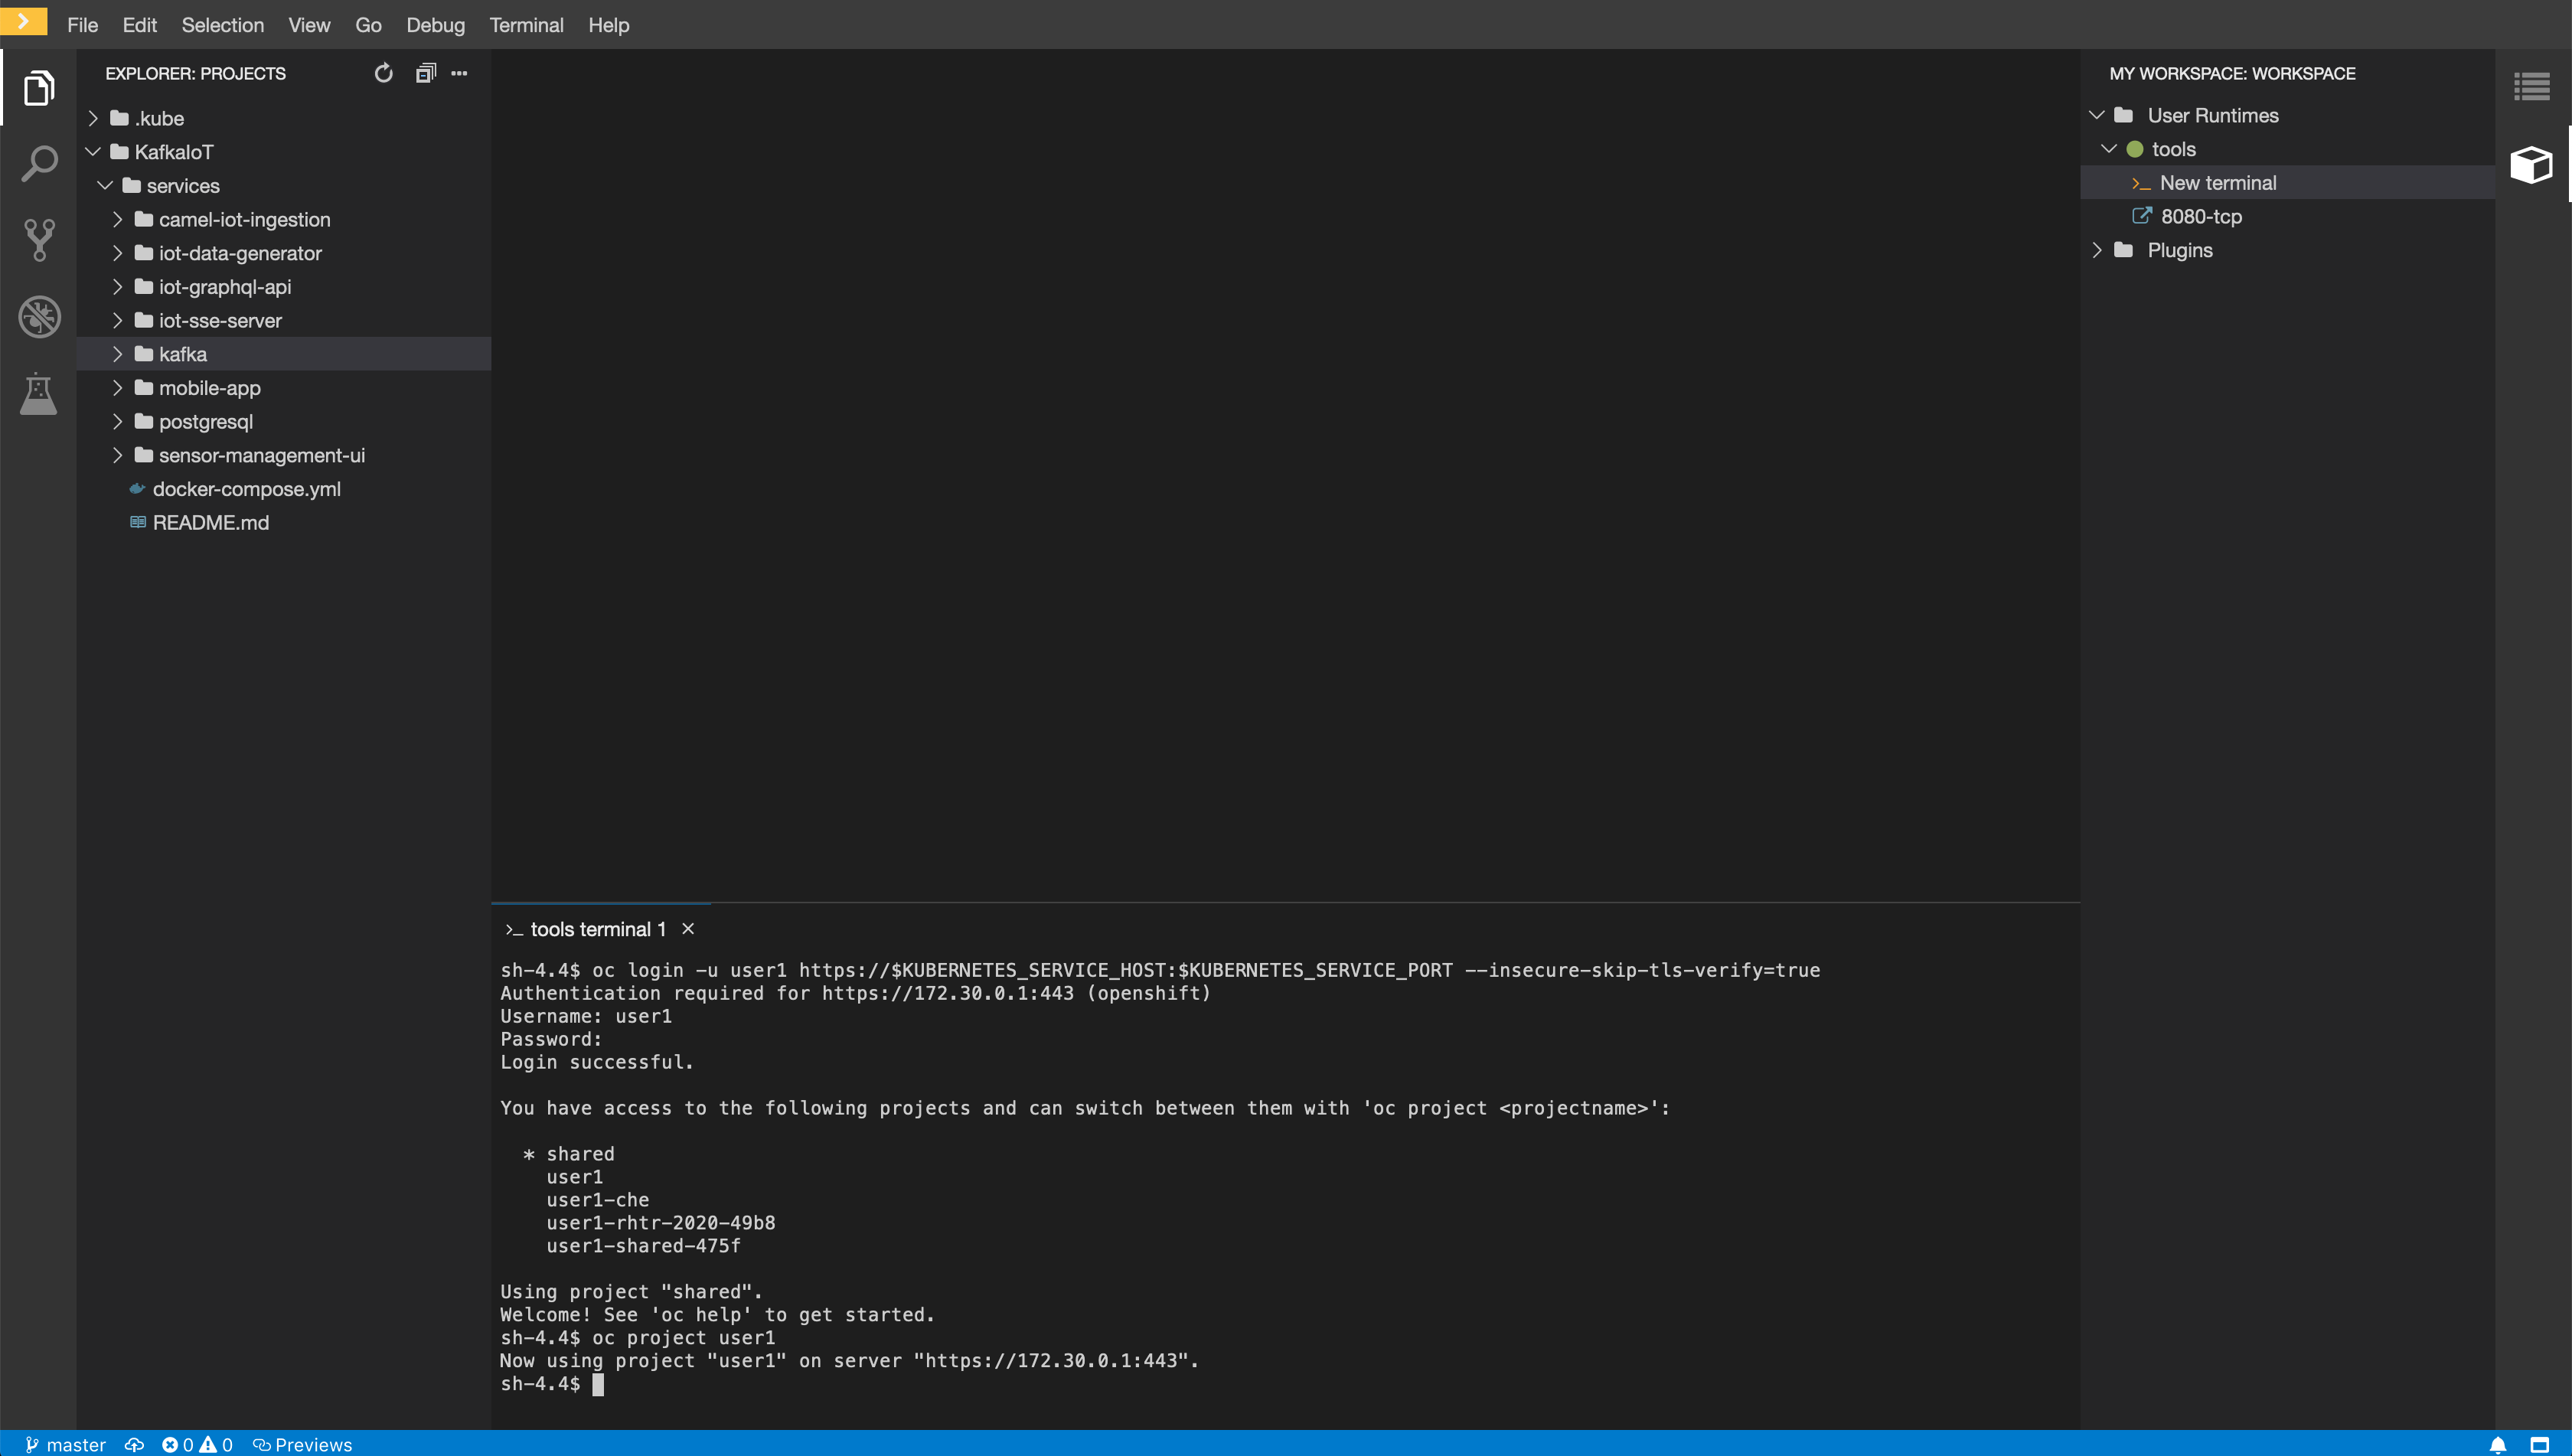 File Edit Selection View Go Debug Terminal Help
EXPLORER: PROJECTS
.kube
KafkaIoT
services
camel-iot-ingestion
iot-data-generator
iot-graphql-api
iot-sse-server
kafka
mobile-app
postgresql
sensor-management-ui
docker-compose.yml
README.md
>_ tools terminal 1 ×
sh-4.4$ oc login -u user1 https://$KUBERNETES_SERVICE_HOST:$KUBERNETES_SERVICE_PORT --insecure-skip-tls-verify=true
Authentication required for https://172.30.0.1:443 (openshift)
Username: user1
Password:
Login successful.
You have access to the following projects and can switch between them with 'oc project <projectname>':
* shared
user1
user1-che
user1-rhtr-2020-49b8
user1-shared-475f
Using project "shared".
Welcome! See 'oc help' to get started.
sh-4.4$ oc project user1
Now using project "user1" on server "https://172.30.0.1:443".
sh-4.4$
MY WORKSPACE: WORKSPACE
User Runtimes
tools
>_ New terminal
8080-tcp
Plugins
master 0 0 Previews